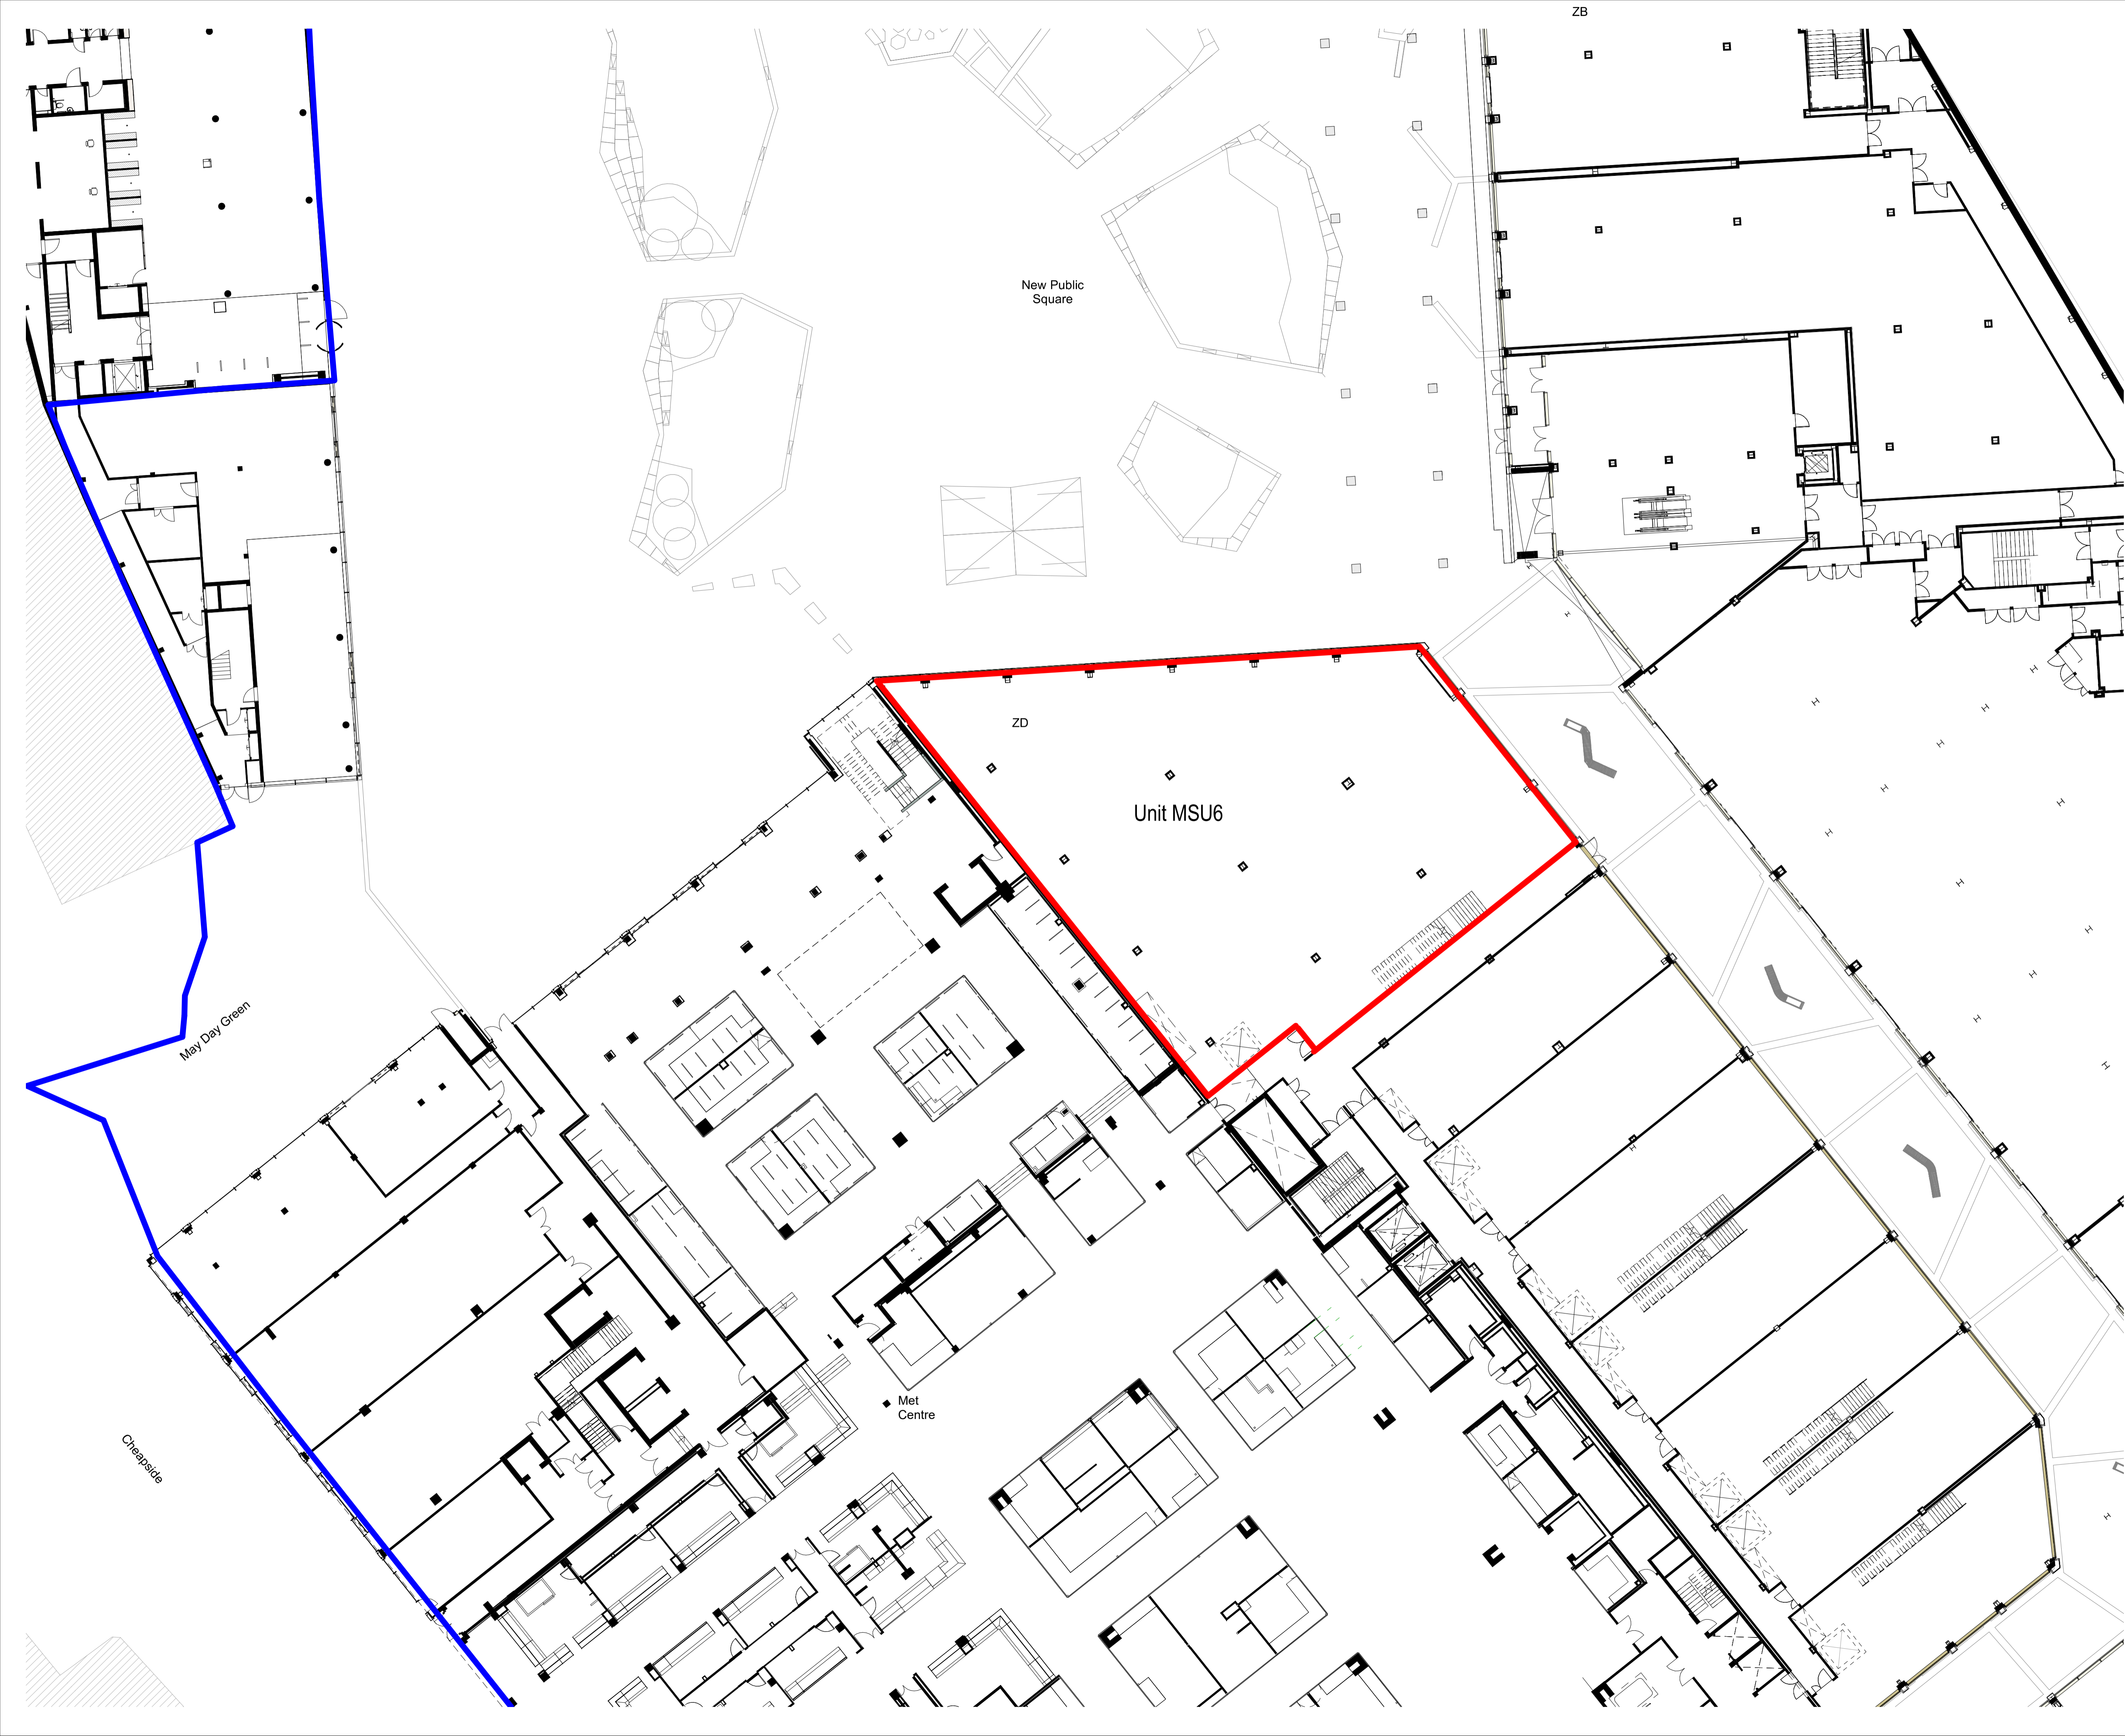 ZB
New Public
Square
ZD
Unit MSU6
May Day Green
Met
Centre
Cheapside